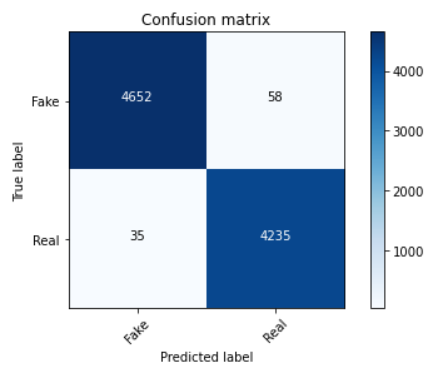 Confusion matrix
Fake
4652
58
Real
35
4235
True label
Fake
Real
Predicted label
4000
3000
2000
1000